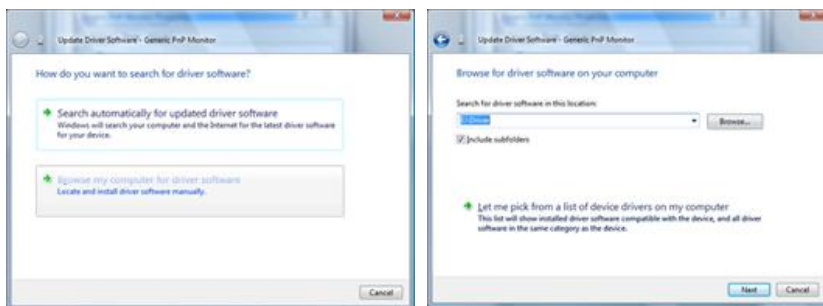 Update Driver Software - Generic PnP Monitor
How do you want to search for driver software?
Search automatically for updated driver software
Windows will search your computer and the Internet for the latest driver software
for your device.
Browse my computer for driver software
Locate and install driver software manually.
Cancel
Update Driver Software - Generic PnP Monitor
Browse for driver software on your computer
Search for driver software in this location:
Browse...
Include subfolders
Let me pick from a list of device drivers on my computer
This list will show installed driver software compatible with the device, and all driver
software in the same category as the device.
Next Cancel